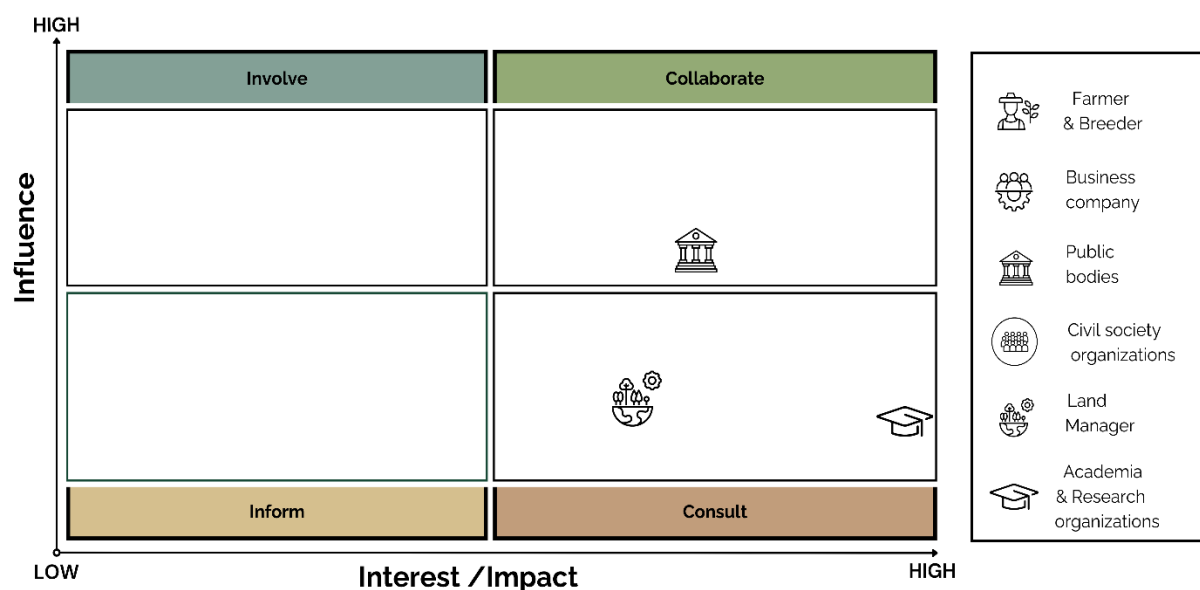 HIGH
Involve
Collaborate
Influence
Inform
Consult
LOW
Interest /Impact
HIGH
Farmer
& Breeder
Business
company
Public
bodies
Civil society
organizations
Land
Manager
Academia
& Research
organizations